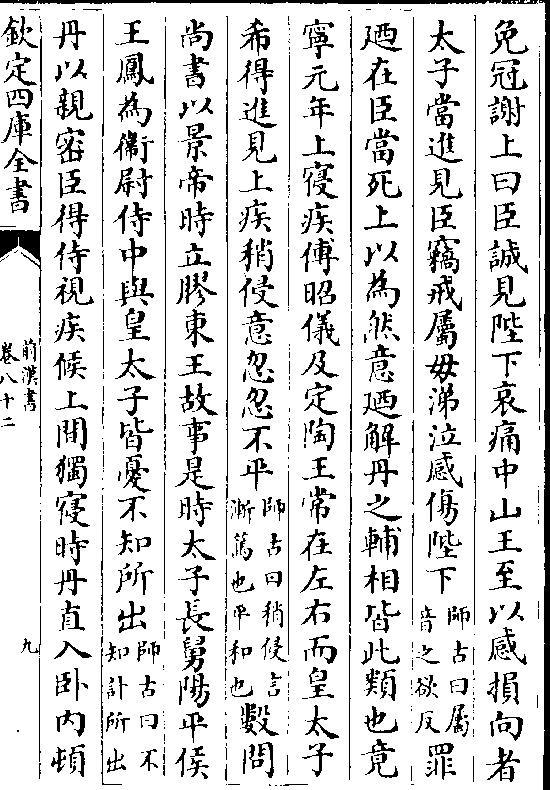 免冠謝上曰臣誠見陛下哀痛中山王至以感損向者
太子當進見臣竊戒屬毋涕泣感傷陛下師古曰屬音之欲反罪
廼在臣當死上以為然意廼解丹之輔相皆此類也竟
寧元年上寑疾傅昭儀及定陶王常在左右而皇太子
希得進見上疾稍侵意忽忽不平師古曰稍侵言漸篤也平和也數問
尚書以景帝時立膠東王故事是時太子長舅陽平侯
王鳳為衞尉侍中與皇太子皆憂不知所出師古曰不知計所出
丹以親密臣得侍視疾候上間獨寑時丹直入卧内頓
欽定四庫全書
前漢書
卷八十二
九